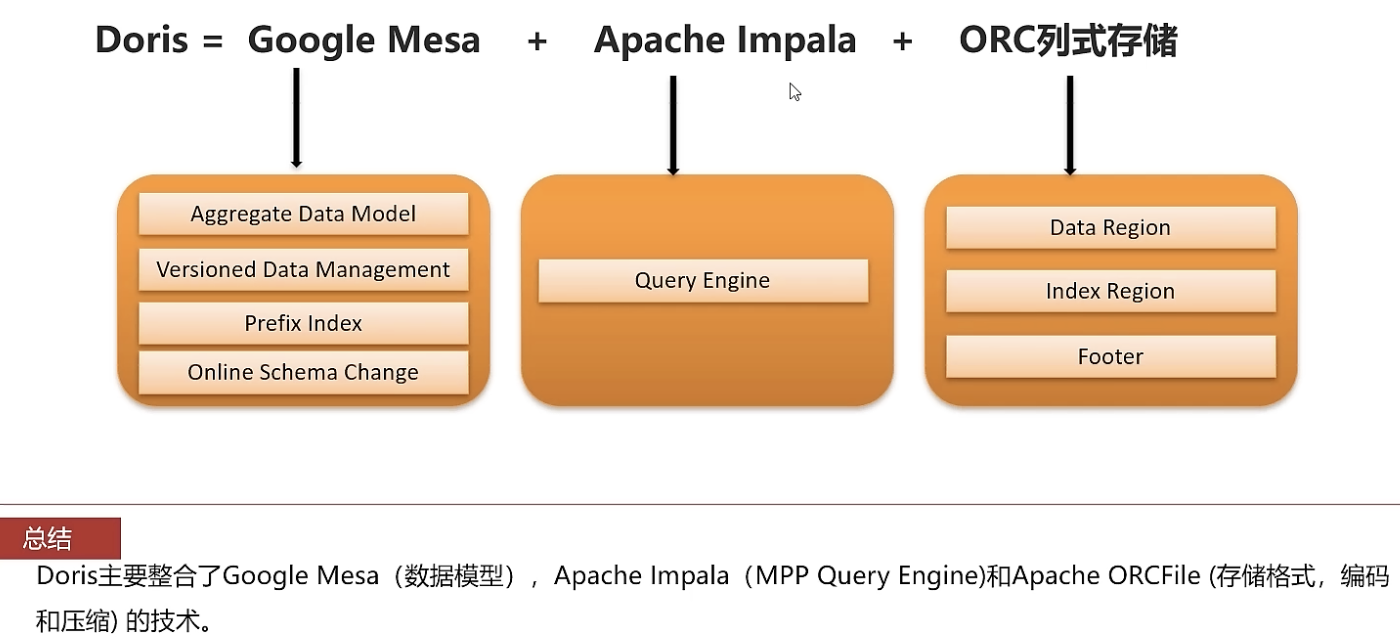 Doris = Google Mesa + Apache Impala + ORC列式存储
Aggregate Data Model
Versioned Data Management
Prefix Index
Online Schema Change
Query Engine
Data Region
Index Region
Footer
总结
Doris主要整合了Google Mesa（数据模型），Apache Impala（MPP Query Engine)和Apache ORCFile (存储格式，编码
和压缩) 的技术。